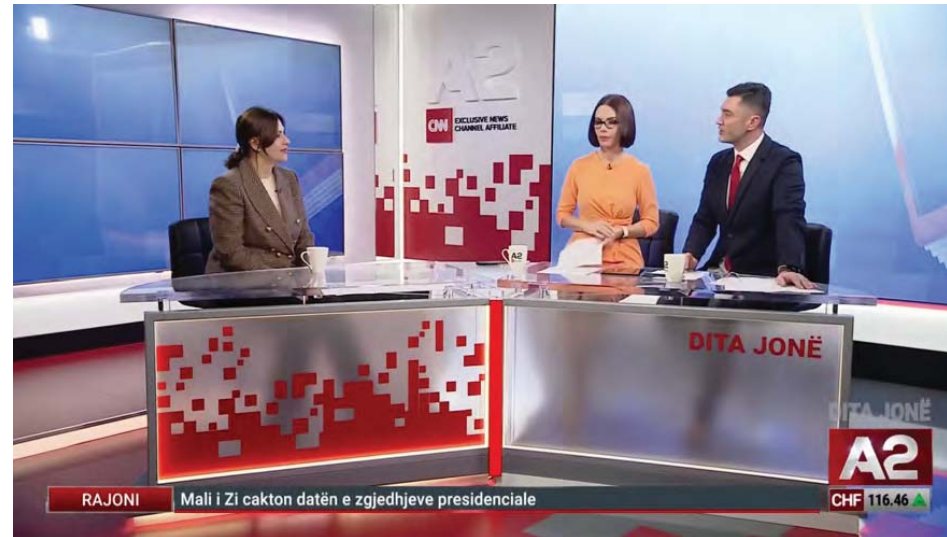 A2
CNN
EXCLUSIVE NEWS
CHANNEL AFFILIATE
A2
DITA JONË
DITA JONË
A2
RAJONI
Mali i Zi cakton datën e zgjedhjeve presidenciale
CHF 116.46